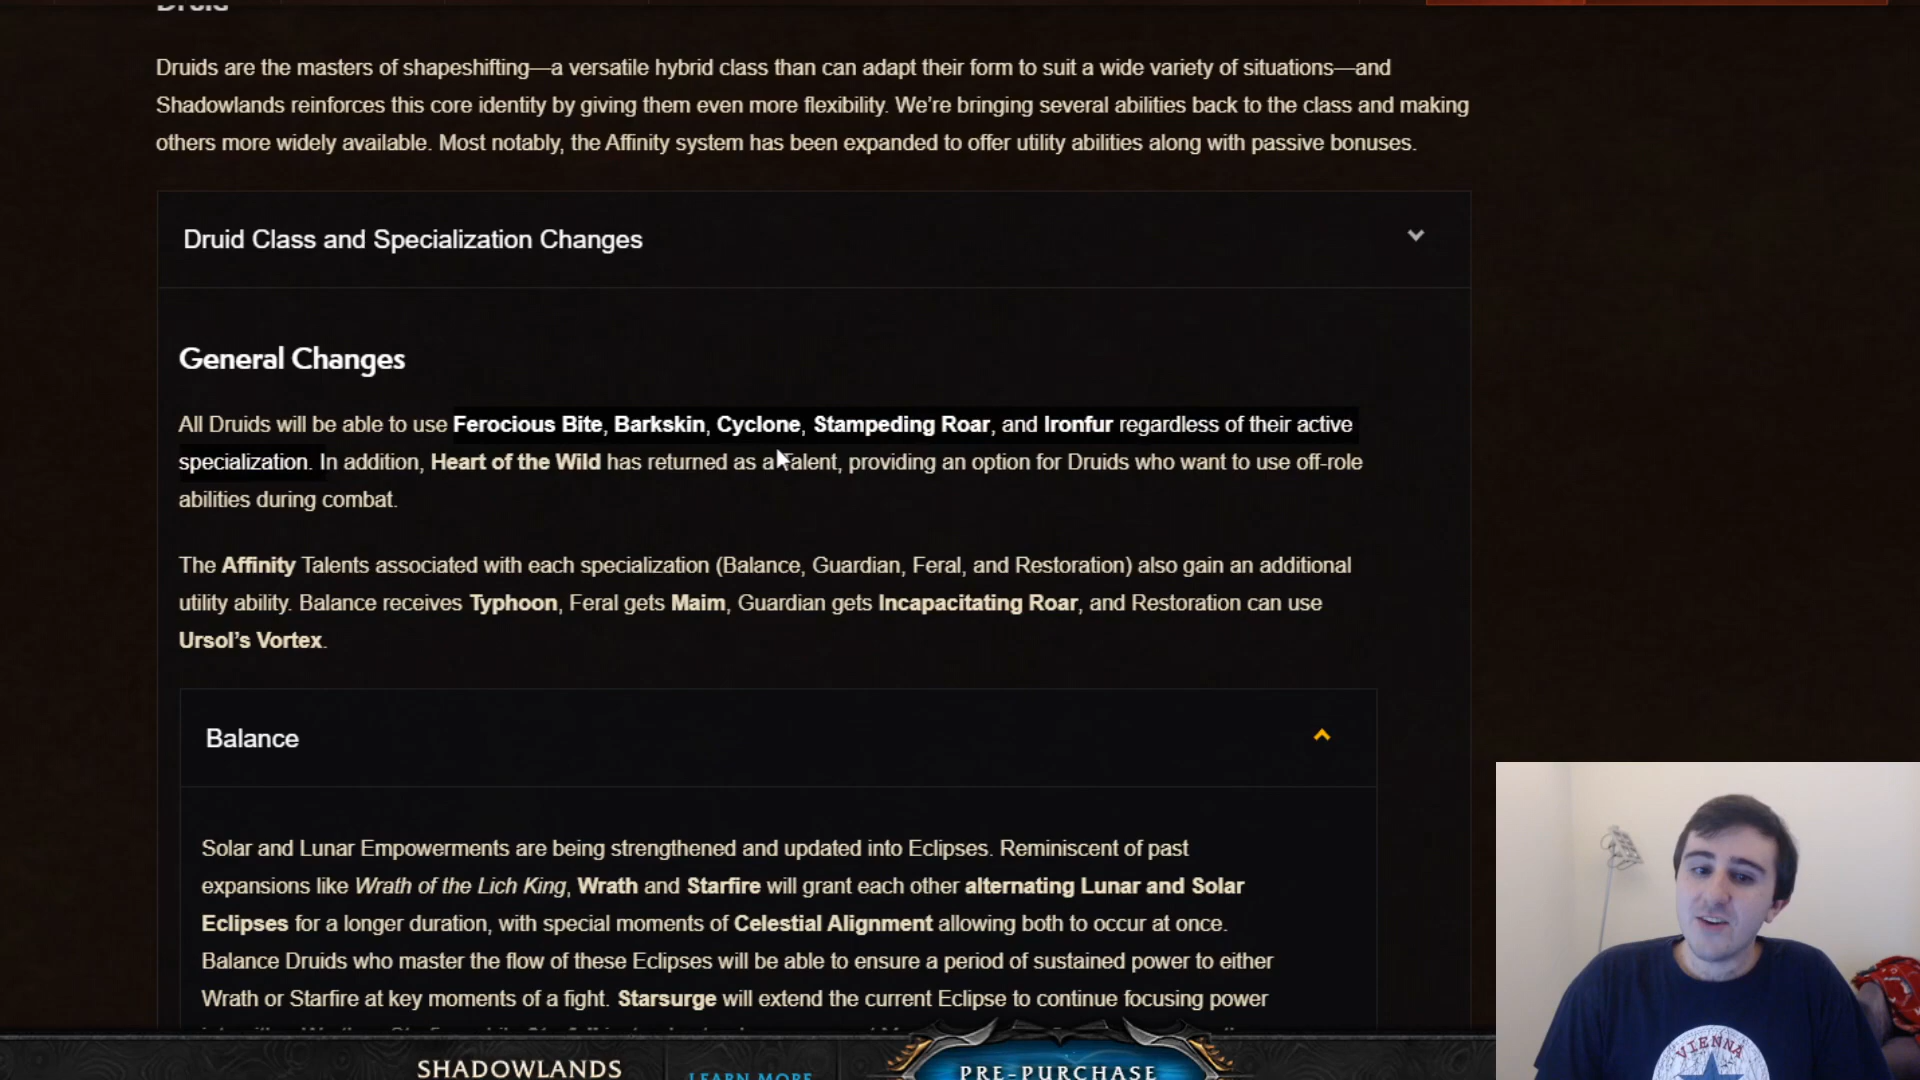 Druid
Druids are the masters of shapeshifting—a versatile hybrid class than can adapt their form to suit a wide variety of situations—and
Shadowlands reinforces this core identity by giving them even more flexibility. We're bringing several abilities back to the class and making
others more widely available. Most notably, the Affinity system has been expanded to offer utility abilities along with passive bonuses.
Druid Class and Specialization Changes
General Changes
All Druids will be able to use Ferocious Bite, Barkskin, Cyclone, Stampeding Roar, and Ironfur regardless of their active
specialization. In addition, Heart of the Wild has returned as a Talent, providing an option for Druids who want to use off-role
abilities during combat.
The Affinity Talents associated with each specialization (Balance, Guardian, Feral, and Restoration) also gain an additional
utility ability. Balance receives Typhoon, Feral gets Maim, Guardian gets Incapacitating Roar, and Restoration can use
Ursol's Vortex.
Balance
Solar and Lunar Empowerments are being strengthened and updated into Eclipses. Reminiscent of past
expansions like Wrath of the Lich King, Wrath and Starfire will grant each other alternating Lunar and Solar
Eclipses for a longer duration, with special moments of Celestial Alignment allowing both to occur at once.
Balance Druids who master the flow of these Eclipses will be able to ensure a period of sustained power to either
Wrath or Starfire at key moments of a fight. Starsurge will extend the current Eclipse to continue focusing power
SHADOWLANDS
LEARN MORE
PRE-PURCHASE
VIENNA